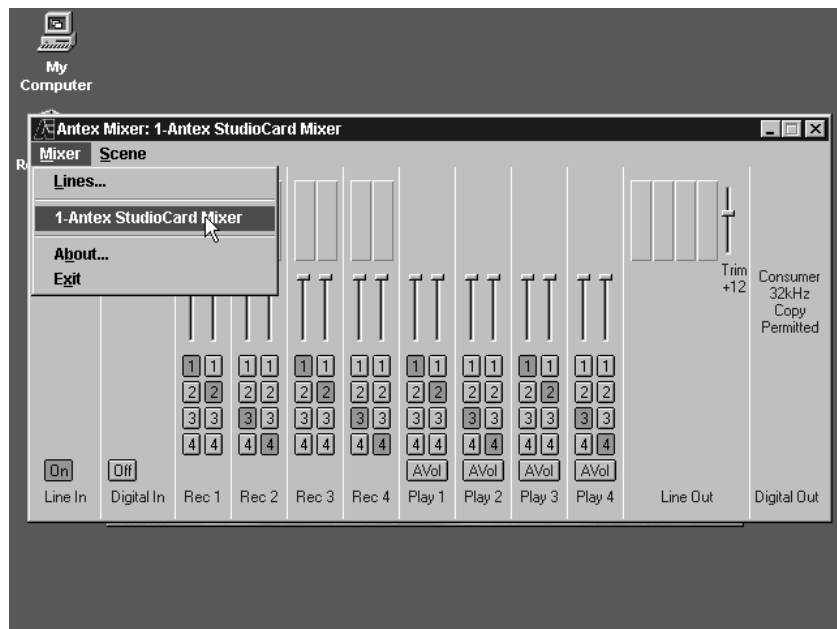 My
Computer
Antex Mixer: 1-Antex StudioCard Mixer
Mixer Scene
Lines...
1-Antex StudioCard Mixer
About...
Exit
Trim
+12
Consumer
32kHz
Copy
Permitted
1 1 1 1 1 1 1 1 1 1 1 1 1 1 1 1
2 2 2 2 2 2 2 2 2 2 2 2 2 2 2 2
3 3 3 3 3 3 3 3 3 3 3 3 3 3 3 3
4 4 4 4 4 4 4 4 4 4 4 4 4 4 4 4
On Off AVol AVol AVol AVol
Line In Digital In Rec 1 Rec 2 Rec 3 Rec 4 Play 1 Play 2 Play 3 Play 4 Line Out Digital Out